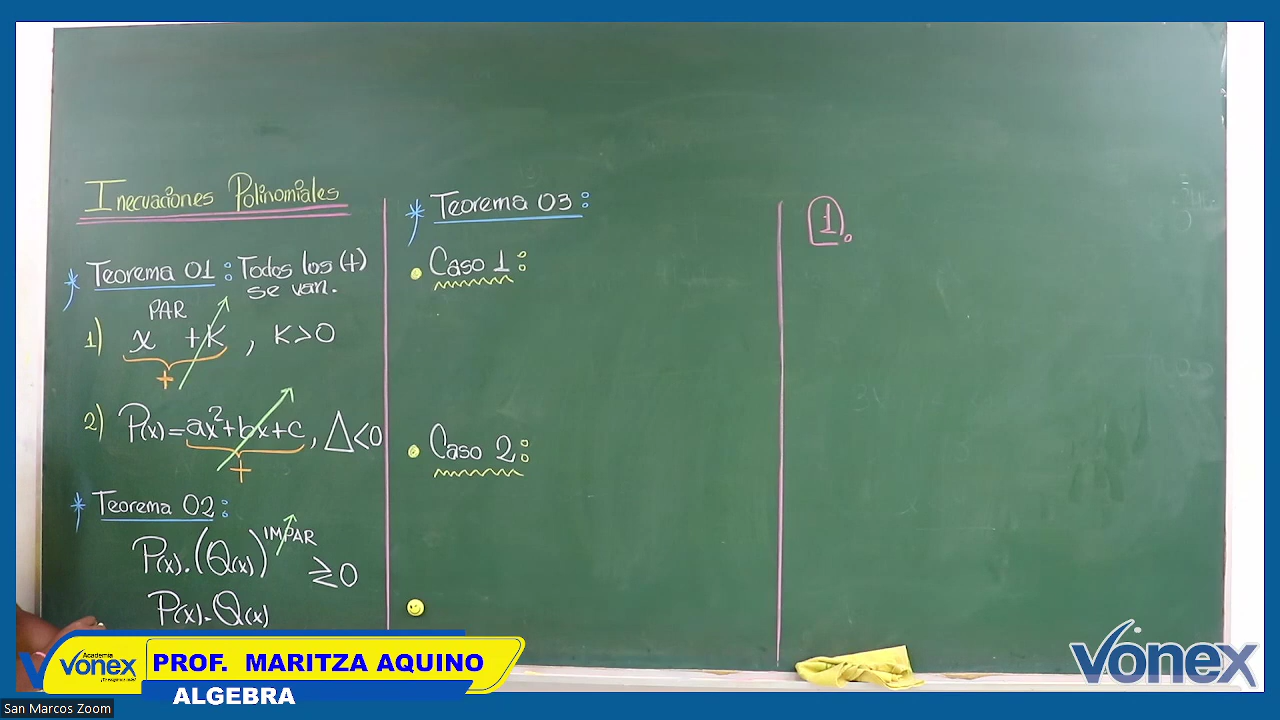 Inecuaciones Polinomiales
* Teorema 01 : Todos los (+)
se van.
PAR
1) x + K , K>0
+
2) P(x)=ax²+bx+c , Δ<0
+
* Teorema 02 :
P(x).(Q(x))^IMPAR ≷0
P(x).Q(x)
* Teorema 03 :
• Caso 1 :
• Caso 2 :
1.
Academia
Vonex
PROF. MARITZA AQUINO
ALGEBRA
San Marcos Zoom
vonex